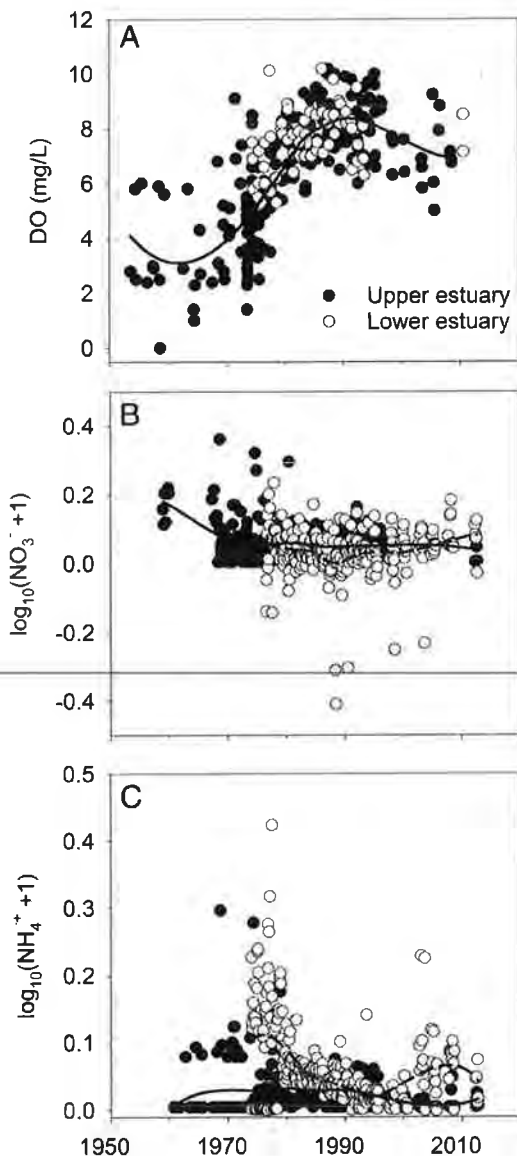 A
12
10
8
6
4
2
0
DO (mg/L)
Upper estuary
Lower estuary
B
0.4
0.2
0.0
-0.2
-0.4
log10(NO3- +1)
C
0.5
0.4
0.3
0.2
0.1
0.0
log10(NH4+ +1)
1950 1970 1990 2010